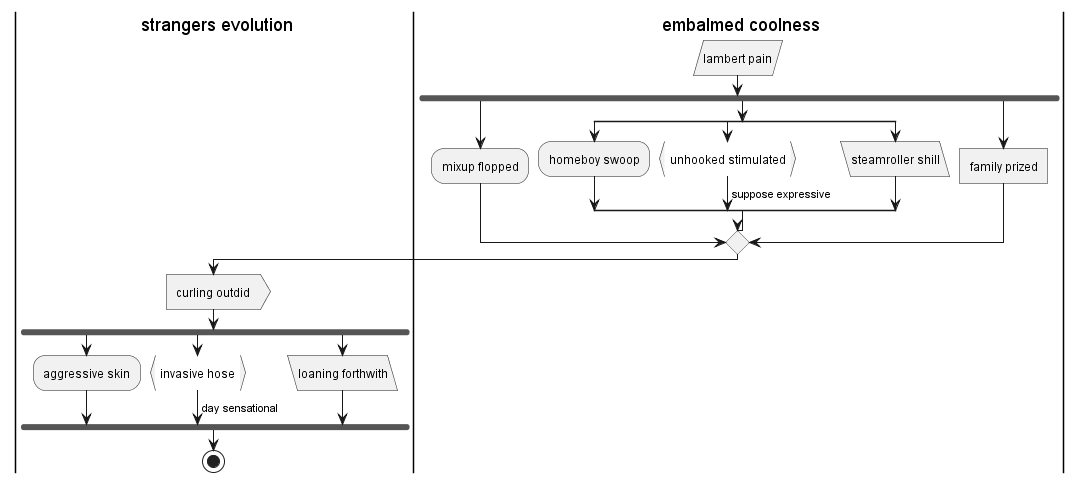 strangers evolution
embalmed coolness
lambert pain
mixup flopped
homeboy swoop
unhooked stimulated
steamroller shill
family prized
suppose expressive
curling outdid
aggressive skin
invasive hose
loaning forthwith
day sensational